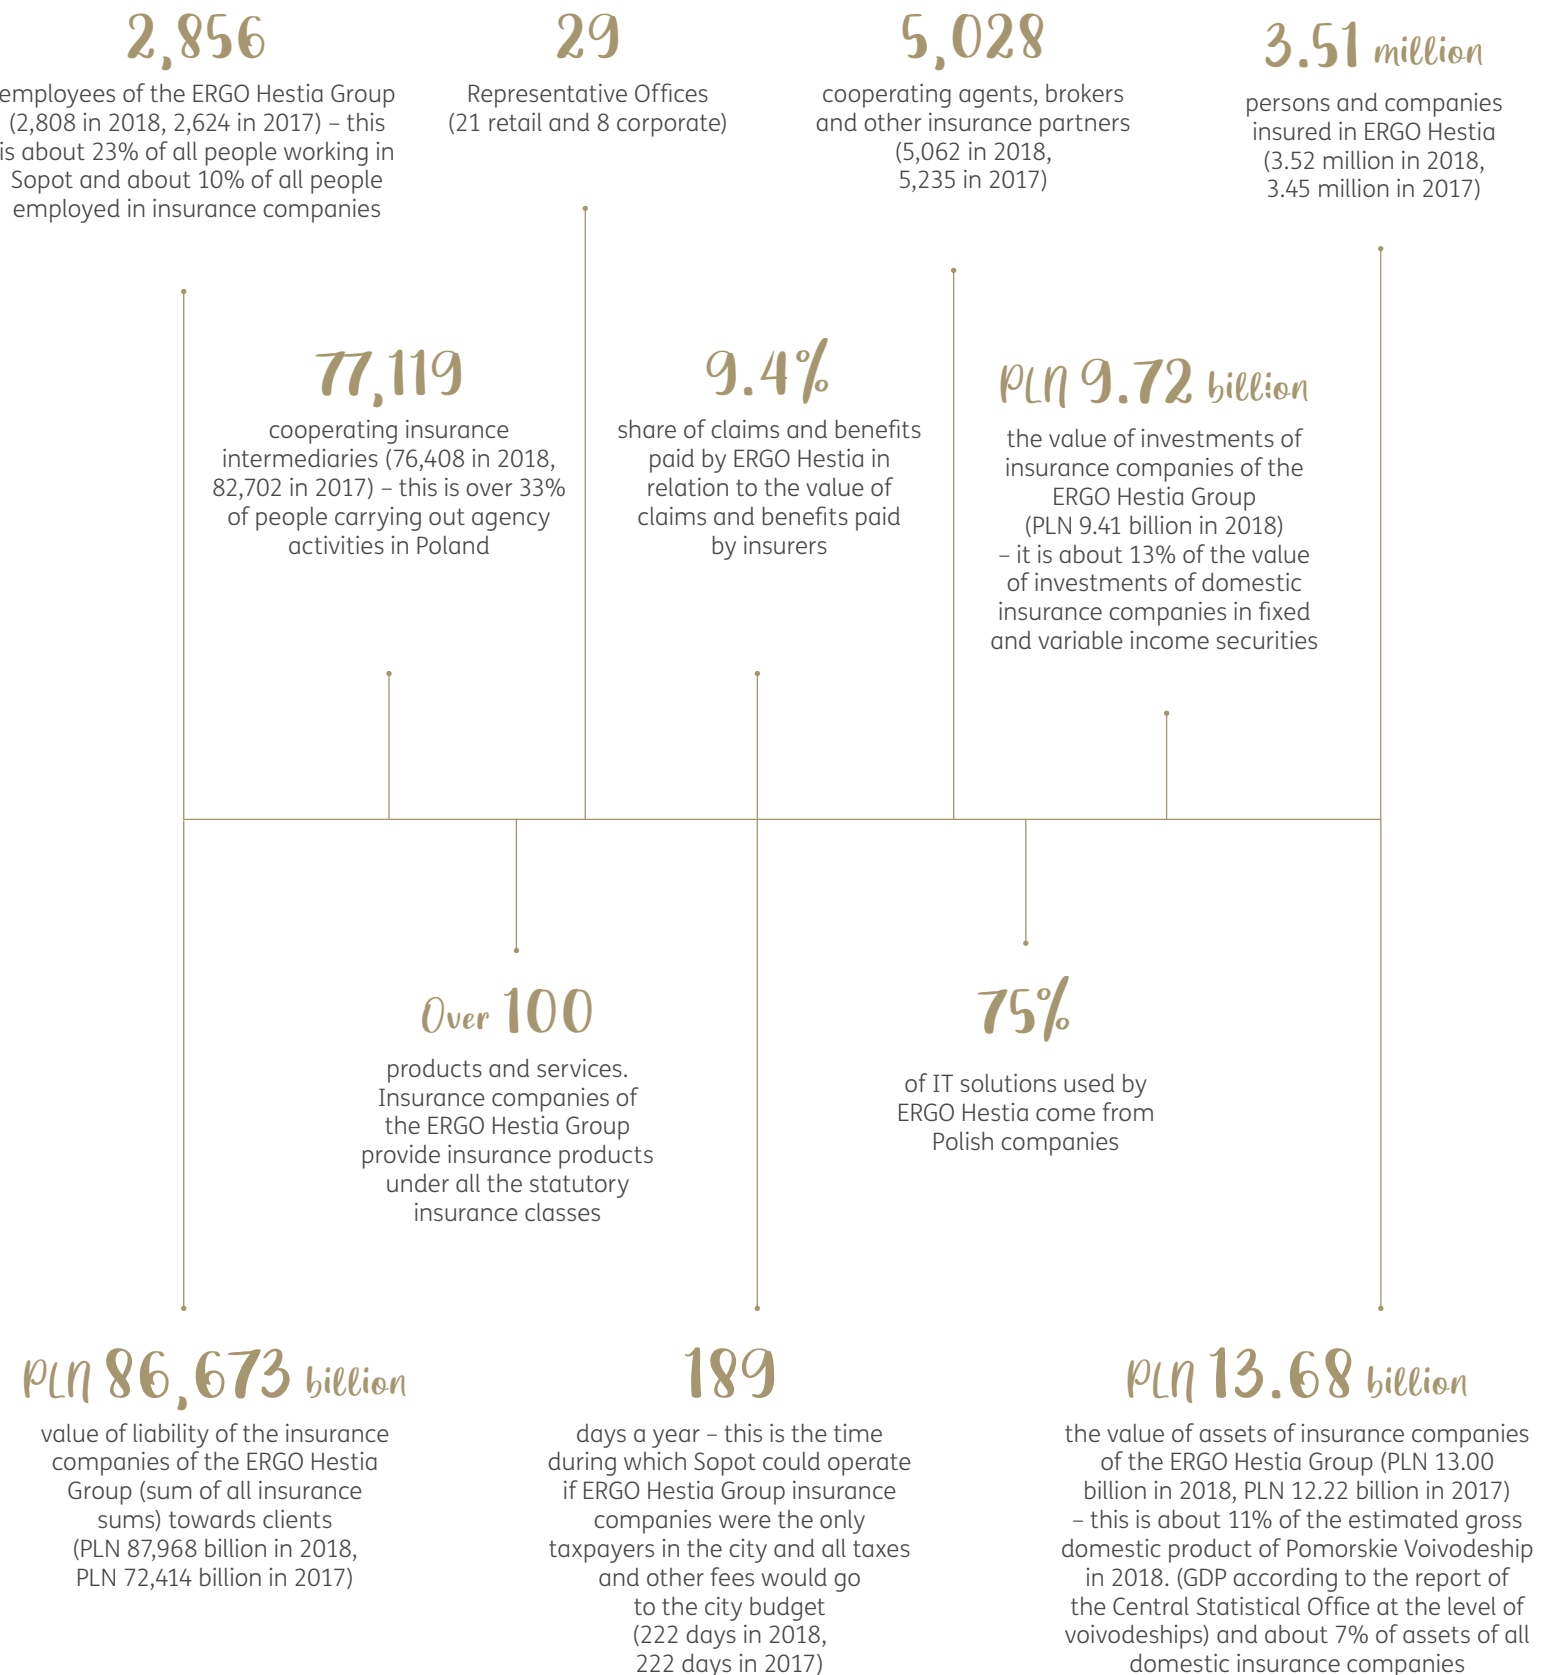 2,856
employees of the ERGO Hestia Group
(2,808 in 2018, 2,624 in 2017) – this
is about 23% of all people working in
Sopot and about 10% of all people
employed in insurance companies
29
Representative Offices
(21 retail and 8 corporate)
5,028
cooperating agents, brokers
and other insurance partners
(5,062 in 2018,
5,235 in 2017)
3.51 million
persons and companies
insured in ERGO Hestia
(3.52 million in 2018,
3.45 million in 2017)
77,119
cooperating insurance
intermediaries (76,408 in 2018,
82,702 in 2017) – this is over 33%
of people carrying out agency
activities in Poland
9.4%
share of claims and benefits
paid by ERGO Hestia in
relation to the value of
claims and benefits paid
by insurers
PLN 9.72 billion
the value of investments of
insurance companies of the
ERGO Hestia Group
(PLN 9.41 billion in 2018)
– it is about 13% of the value
of investments of domestic
insurance companies in fixed
and variable income securities
Over 100
products and services.
Insurance companies of
the ERGO Hestia Group
provide insurance products
under all the statutory
insurance classes
75%
of IT solutions used by
ERGO Hestia come from
Polish companies
PLN 86,673 billion
value of liability of the insurance
companies of the ERGO Hestia
Group (sum of all insurance
sums) towards clients
(PLN 87,968 billion in 2018,
PLN 72,414 billion in 2017)
189
days a year – this is the time
during which Sopot could operate
if ERGO Hestia Group insurance
companies were the only
taxpayers in the city and all taxes
and other fees would go
to the city budget
(222 days in 2018,
222 days in 2017)
PLN 13.68 billion
the value of assets of insurance companies
of the ERGO Hestia Group (PLN 13.00
billion in 2018, PLN 12.22 billion in 2017)
– this is about 11% of the estimated gross
domestic product of Pomorskie Voivodeship
in 2018. (GDP according to the report of
the Central Statistical Office at the level of
voivodeships) and about 7% of assets of all
domestic insurance companies